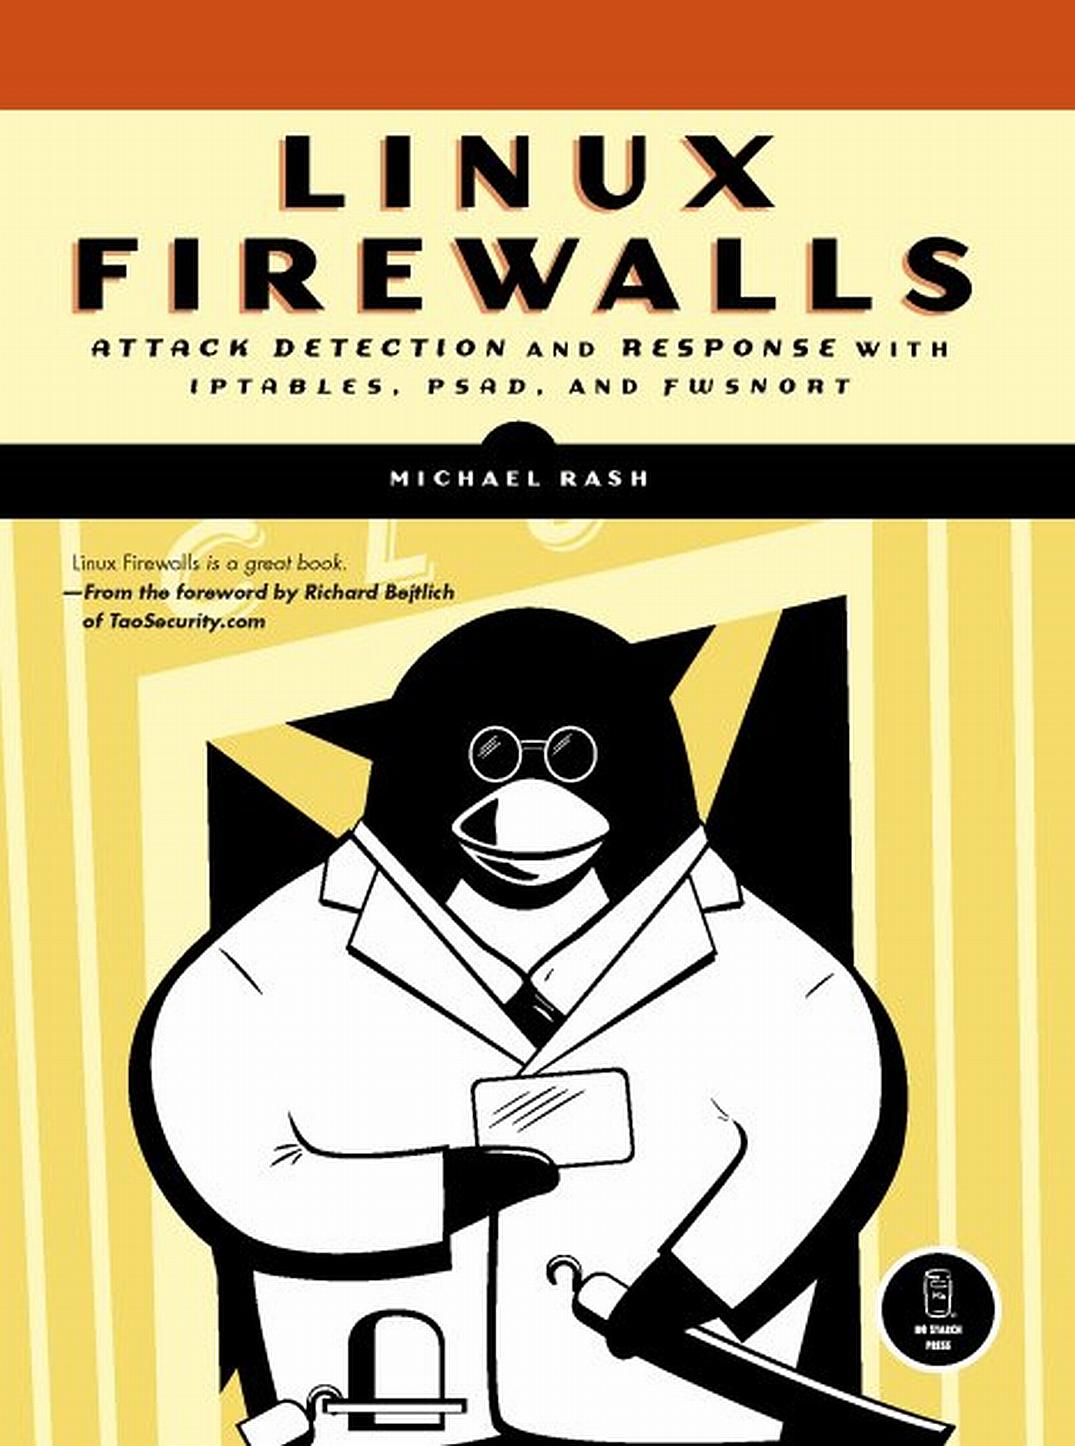 LINUX
FIREWALLS
ATTACK DETECTION AND RESPONSE WITH
IPTABLES, PSAD, AND FWSNORT
MICHAEL RASH
CLU
Linux Firewalls is a great book.
—From the foreword by Richard Bejtlich
of TaoSecurity.com
NO STARCH
PRESS